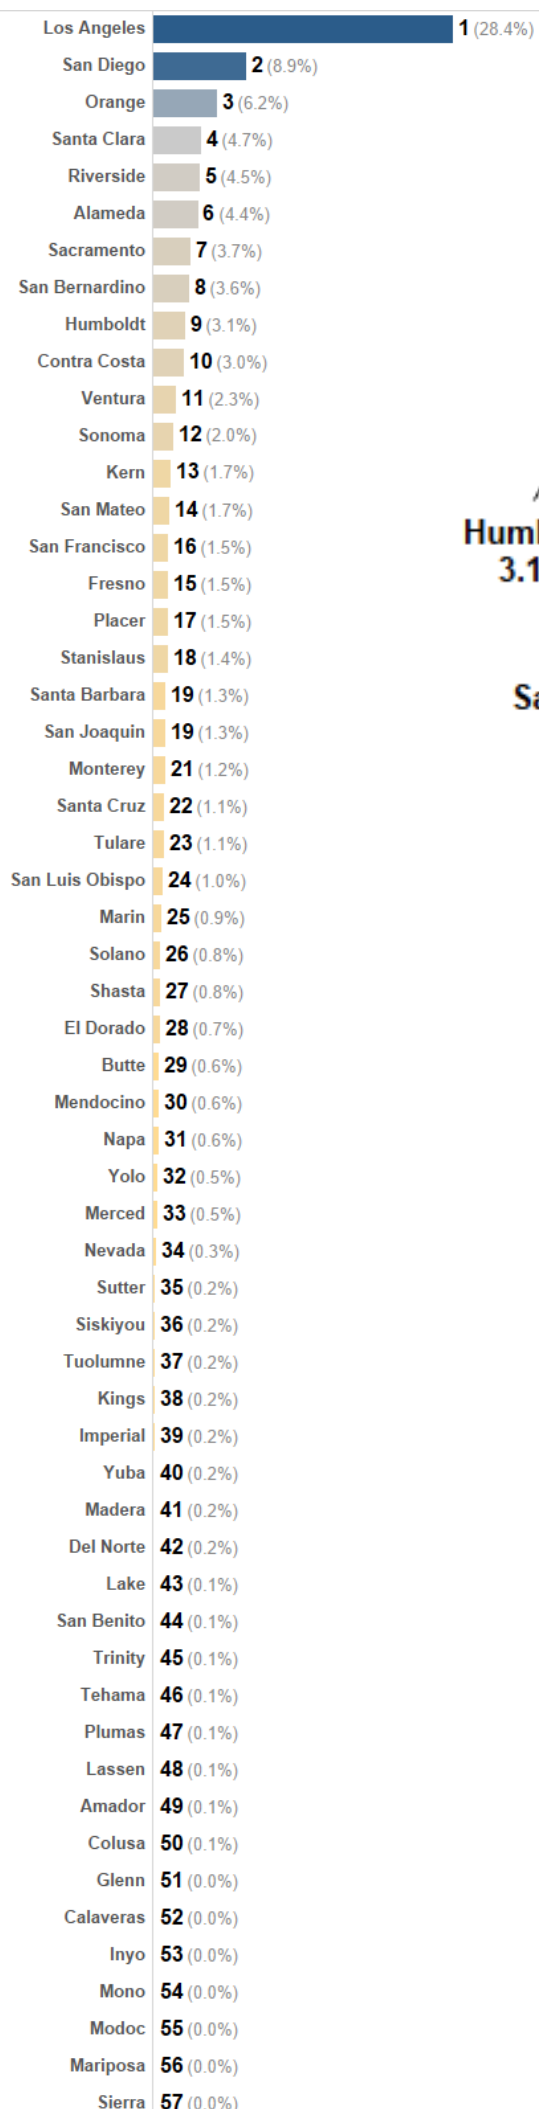 Los Angeles 1 (28.4%)
San Diego 2 (8.9%)
Orange 3 (6.2%)
Santa Clara 4 (4.7%)
Riverside 5 (4.5%)
Alameda 6 (4.4%)
Sacramento 7 (3.7%)
San Bernardino 8 (3.6%)
Humboldt 9 (3.1%)
Contra Costa 10 (3.0%)
Ventura 11 (2.3%)
Sonoma 12 (2.0%)
Kern 13 (1.7%)
San Mateo 14 (1.7%)
Huml
San Francisco 16 (1.5%)
3.1
Fresno 15 (1.5%)
Placer 17 (1.5%)
Stanislaus 18 (1.4%)
Santa Barbara 19 (1.3%)
Sa
San Joaquin 19 (1.3%)
Monterey 21 (1.2%)
Santa Cruz 22 (1.1%)
Tulare 23 (1.1%)
San Luis Obispo 24 (1.0%)
Marin 25 (0.9%)
Solano 26 (0.8%)
Shasta 27 (0.8%)
El Dorado 28 (0.7%)
Butte 29 (0.6%)
Mendocino 30 (0.6%)
Napa 31 (0.6%)
Yolo 32 (0.5%)
Merced 33 (0.5%)
Nevada 34 (0.3%)
Sutter 35 (0.2%)
Siskiyou 36 (0.2%)
Tuolumne 37 (0.2%)
Kings 38 (0.2%)
Imperial 39 (0.2%)
Yuba 40 (0.2%)
Madera 41 (0.2%)
Del Norte 42 (0.2%)
Lake 43 (0.1%)
San Benito 44 (0.1%)
Trinity 45 (0.1%)
Tehama 46 (0.1%)
Plumas 47 (0.1%)
Lassen 48 (0.1%)
Amador 49 (0.1%)
Colusa 50 (0.1%)
Glenn 51 (0.0%)
Calaveras 52 (0.0%)
Inyo 53 (0.0%)
Mono 54 (0.0%)
Modoc 55 (0.0%)
Mariposa 56 (0.0%)
Sierra 57 (0.0%)